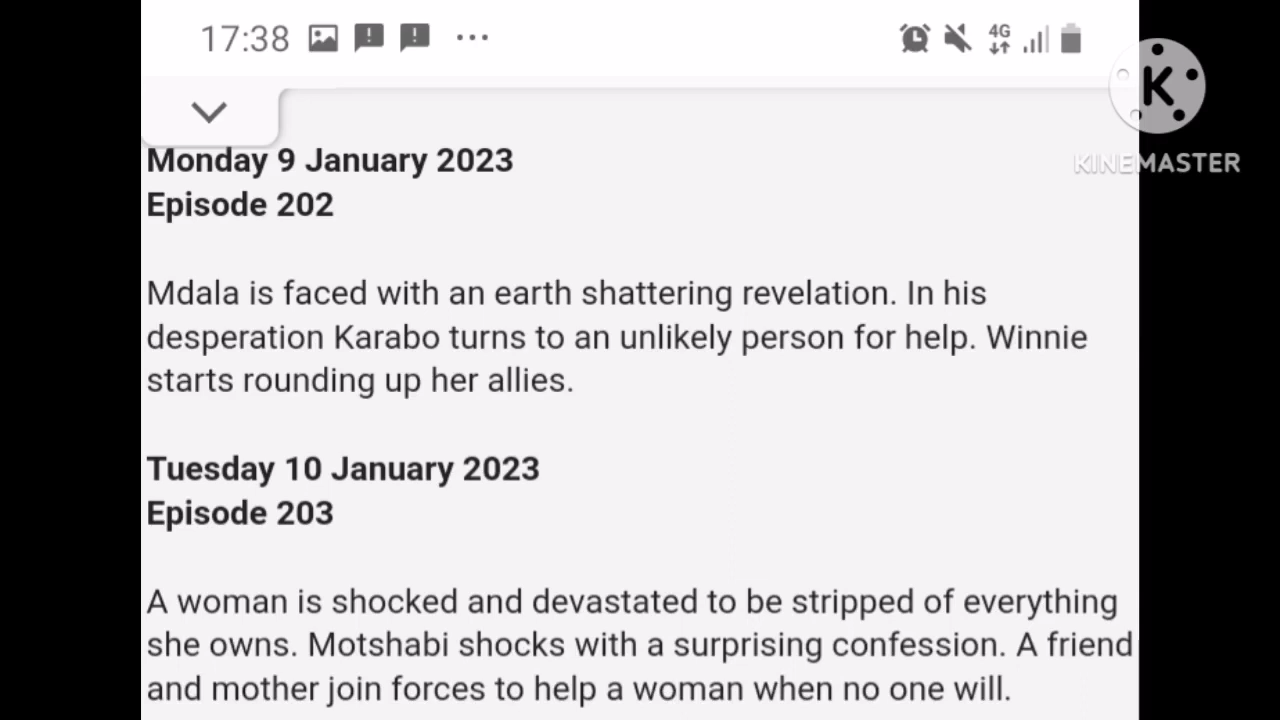 17:38
4G
K
KINEMASTER
Monday 9 January 2023
Episode 202
Mdala is faced with an earth shattering revelation. In his
desperation Karabo turns to an unlikely person for help. Winnie
starts rounding up her allies.
Tuesday 10 January 2023
Episode 203
A woman is shocked and devastated to be stripped of everything
she owns. Motshabi shocks with a surprising confession. A friend
and mother join forces to help a woman when no one will.